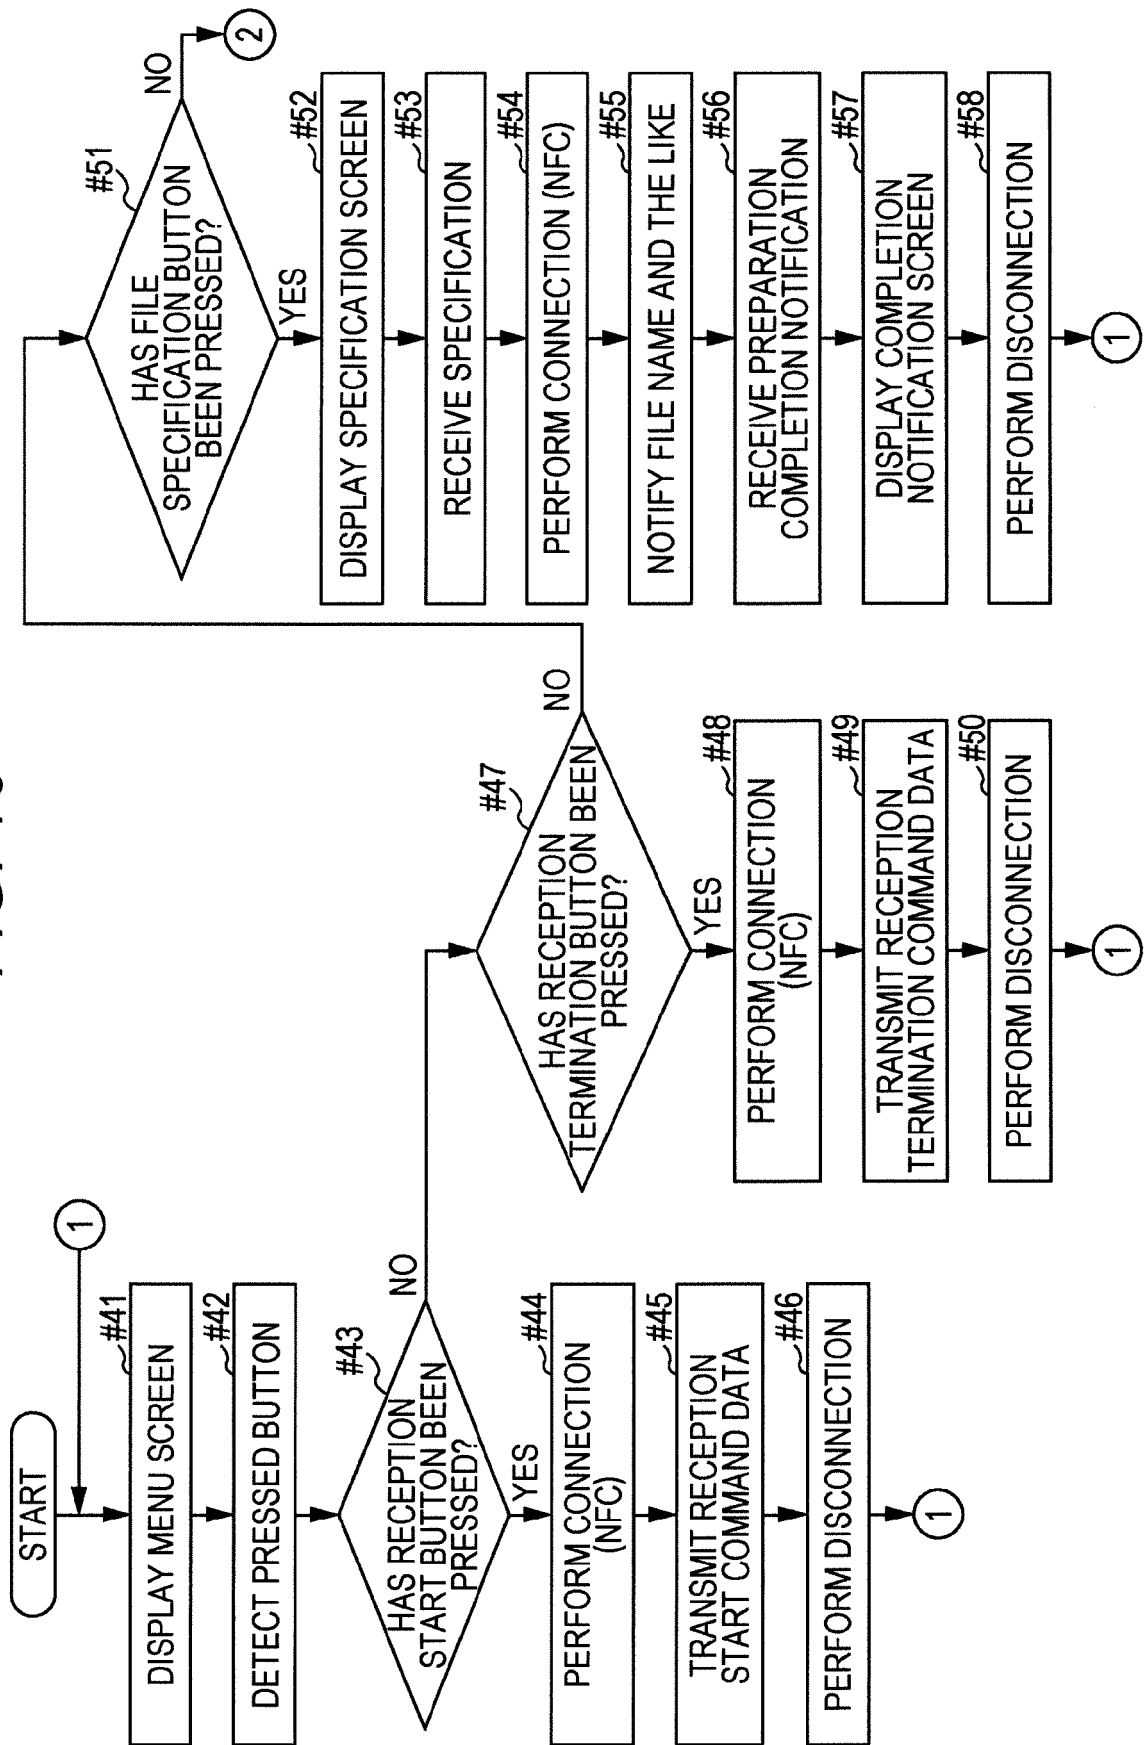 START
1
#41
DISPLAY MENU SCREEN
#42
DETECT PRESSED BUTTON
#43
HAS RECEPTION
START BUTTON BEEN
PRESSED?
NO
YES
#44
PERFORM CONNECTION
(NFC)
#45
TRANSMIT RECEPTION
START COMMAND DATA
#46
PERFORM DISCONNECTION
1
#47
HAS RECEPTION
TERMINATION BUTTON BEEN
PRESSED?
NO
YES
#48
PERFORM CONNECTION
(NFC)
#49
TRANSMIT RECEPTION
TERMINATION COMMAND DATA
#50
PERFORM DISCONNECTION
1
#51
HAS FILE
SPECIFICATION BUTTON
BEEN PRESSED?
NO
2
YES
#52
DISPLAY SPECIFICATION SCREEN
#53
RECEIVE SPECIFICATION
#54
PERFORM CONNECTION (NFC)
#55
NOTIFY FILE NAME AND THE LIKE
#56
RECEIVE PREPARATION
COMPLETION NOTIFICATION
#57
DISPLAY COMPLETION
NOTIFICATION SCREEN
#58
PERFORM DISCONNECTION
1